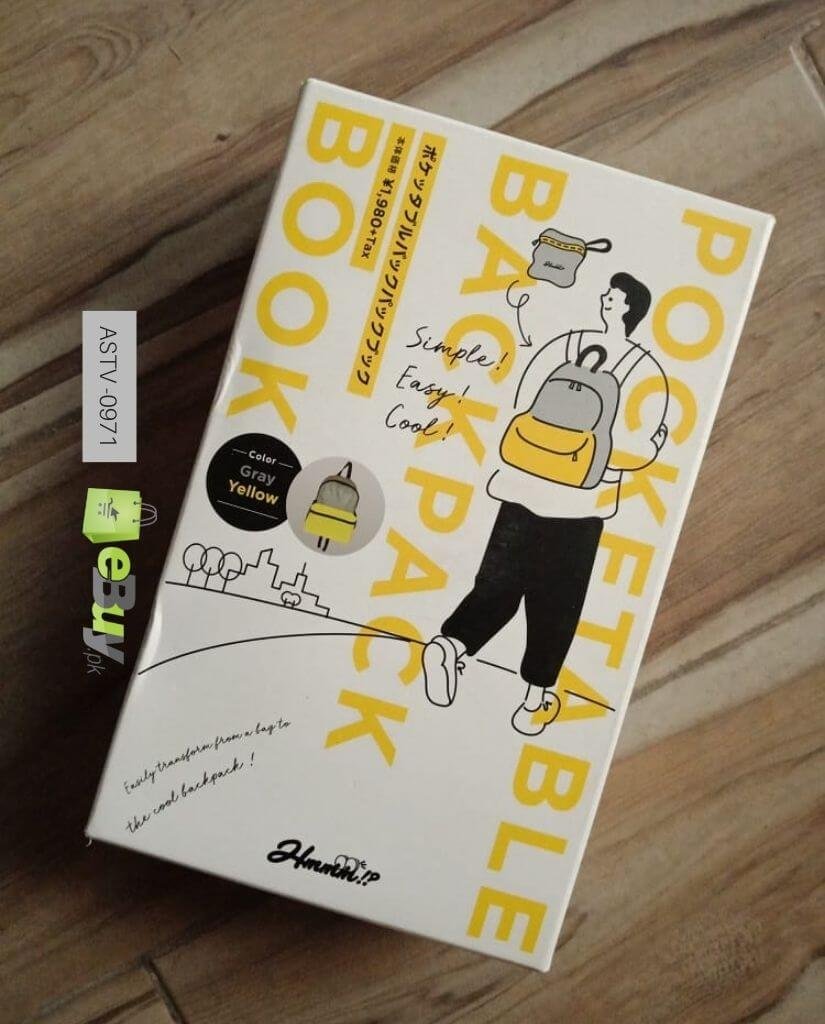 POCKETABLE
BACKPACK
BOOK
ポケッタブルバックパックブック
本体価格 ¥1,980+Tax
Simple!
Easy!
Cool!
Color
Gray
Yellow
Easily transform from a bag to
the cool backpack!
Hmmm!?
ASTV -0971
eBuy.pk